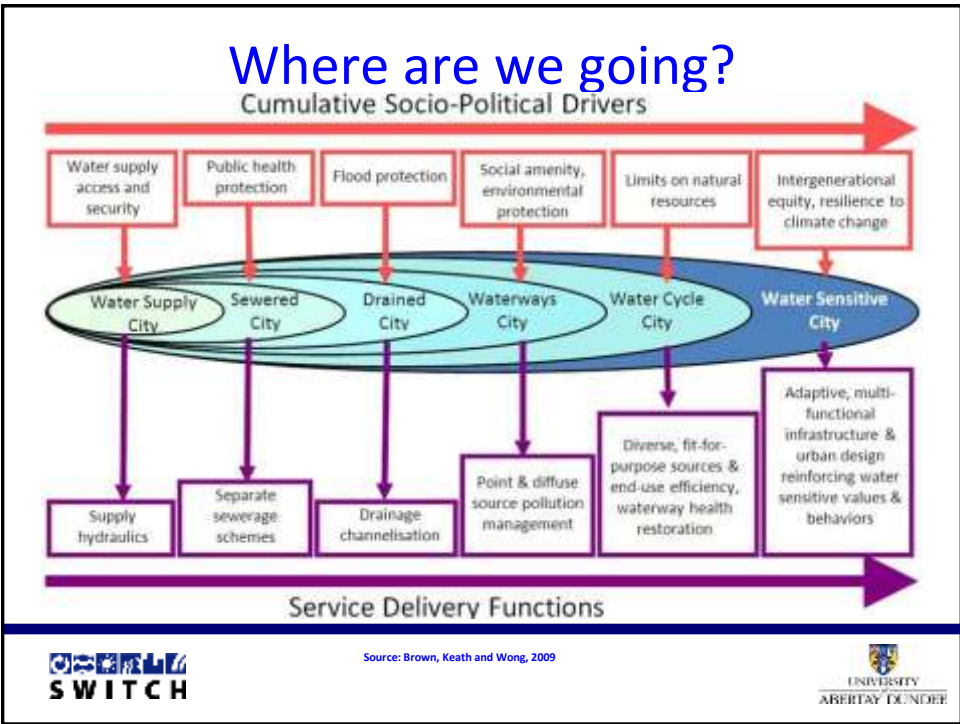 Where are we going?
Cumulative Socio-Political Drivers
Water supply
access and
security
Public health
protection
Flood protection
Social amenity,
environmental
protection
Limits on natural
resources
Intergenerational
equity, resilience to
climate change
Water Supply
City
Sewered
City
Drained
City
Waterways
City
Water Cycle
City
Water Sensitive
City
Supply
hydraulics
Separate
sewerage
schemes
Drainage
channelisation
Point & diffuse
source pollution
management
Diverse, fit-for-
purpose sources &
end-use efficiency,
waterway health
restoration
Adaptive, multi-
functional
infrastructure &
urban design
reinforcing water
sensitive values &
behaviors
Service Delivery Functions
SWITCH
Source: Brown, Keath and Wong, 2009
UNIVERSITY
ABERTAY DUNDEE